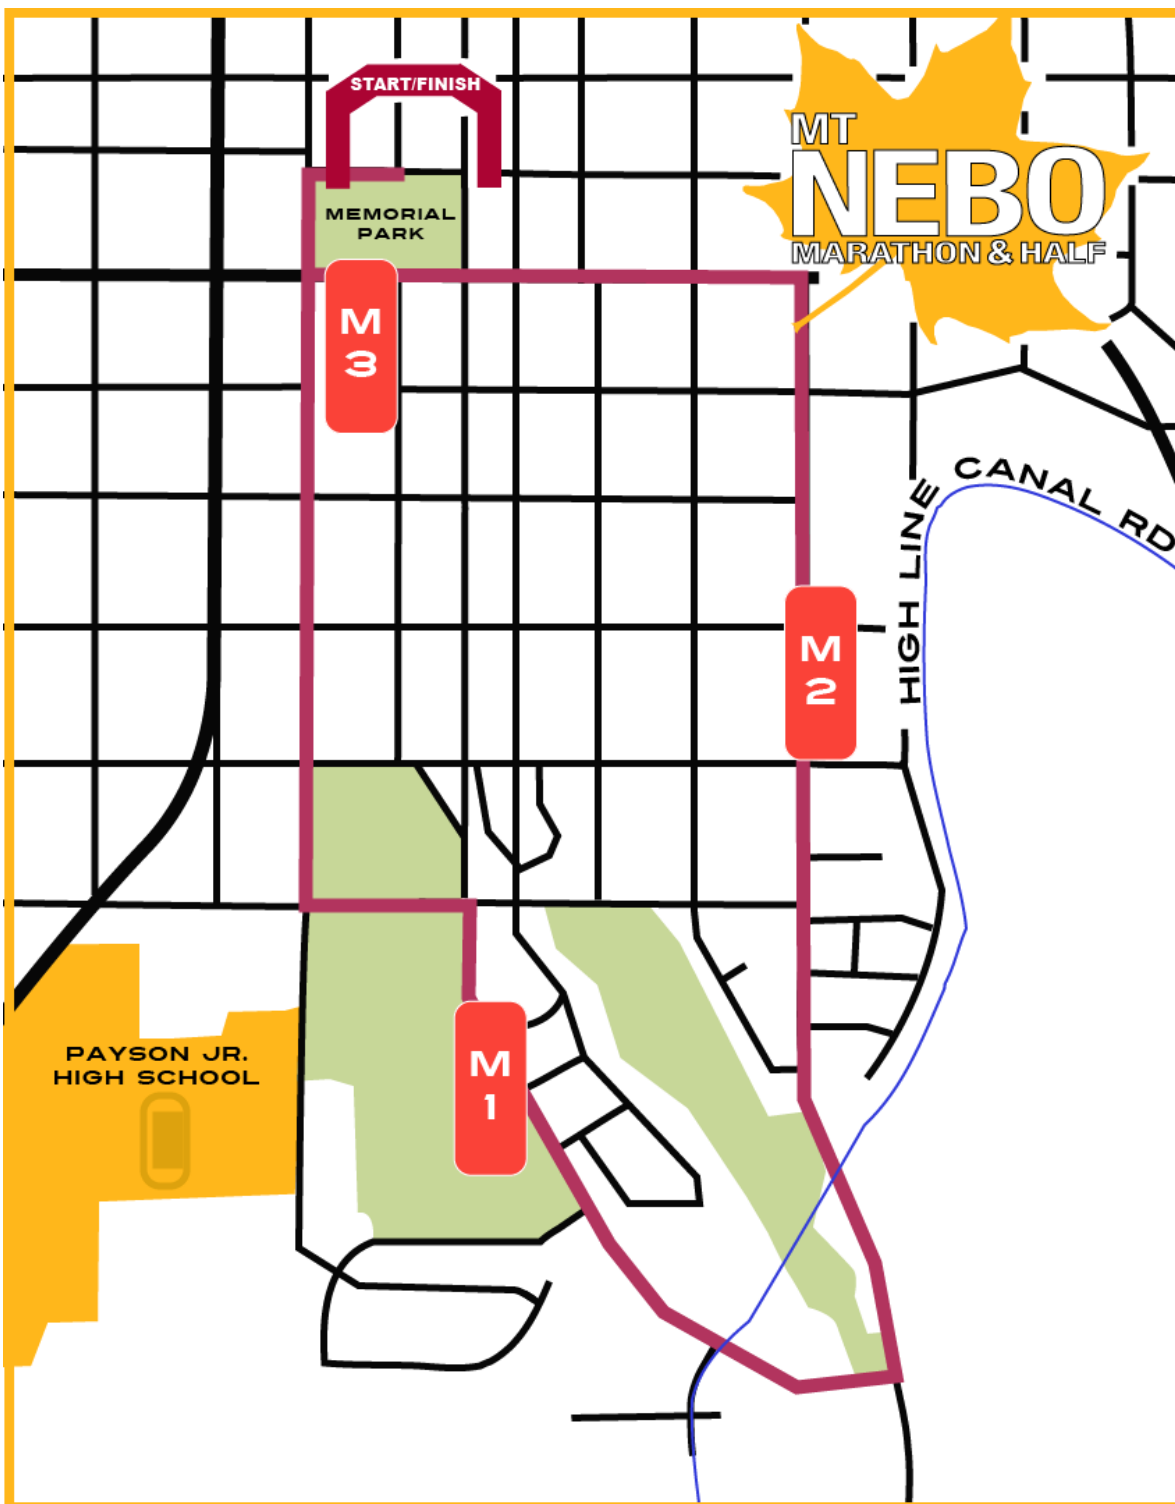 START/FINISH
MT
NEBO
MARATHON & HALF
MEMORIAL
PARK
M
3
HIGH LINE CANAL RD
M
2
PAYSON JR.
HIGH SCHOOL
M
1